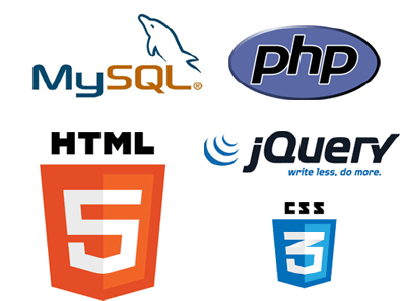 MySQL®
php
HTML
5
jQuery
write less, do more.
CSS
3